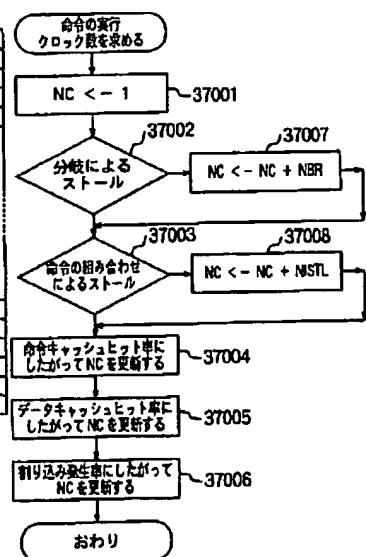 命令の実行
クロック数を求める
NC <- 1
37001
37002
分岐による
ストール
37007
NC <- NC + NBR
37003
命令の組み合わせ
によるストール
37008
NC <- NC + NISTL
命令キャッシュヒット率に
したがってNCを更新する
37004
データキャッシュヒット率に
したがってNCを更新する
37005
割り込み発生率にしたがって
NCを更新する
37006
おわり